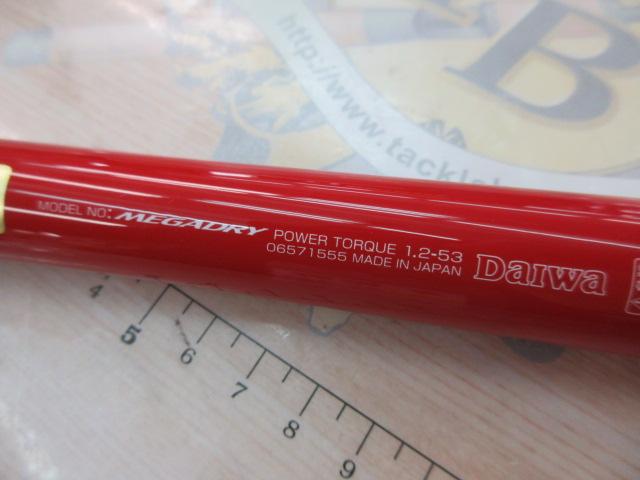 B
http://www.tackle
MODEL NO: MEGADRY POWER TORQUE 1.2-53
06571555 MADE IN JAPAN
Daiwa
4
5
6
7
8
9